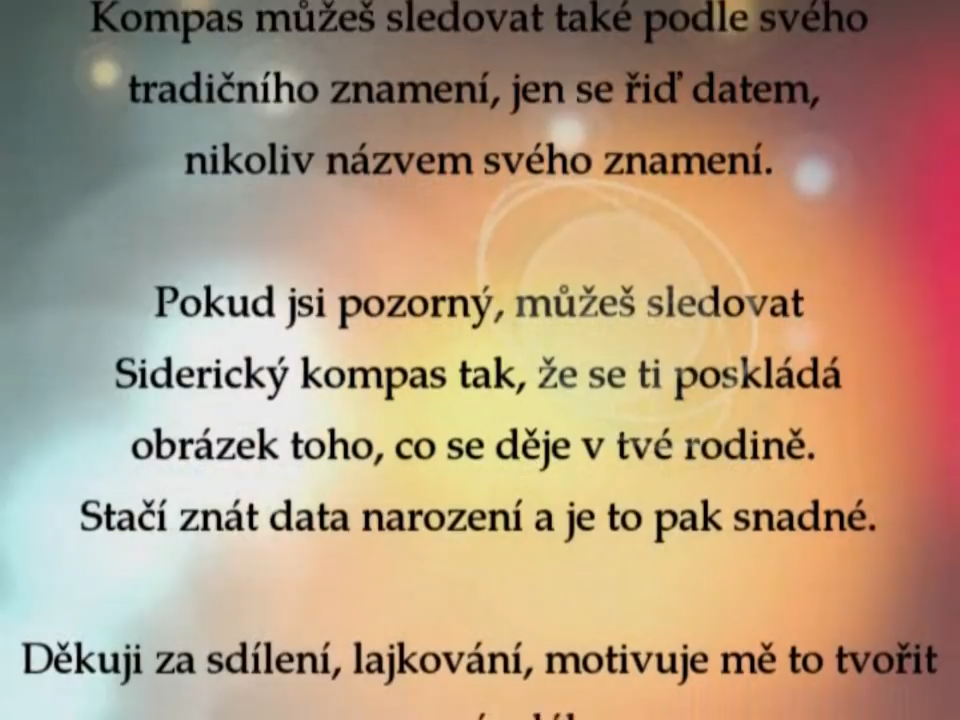 Kompas můžeš sledovat také podle svého
tradičního znamení, jen se řiď datem,
nikoliv názvem svého znamení.
Pokud jsi pozorný, můžeš sledovat
Siderický kompas tak, že se ti poskládá
obrázek toho, co se děje v tvé rodině.
Stačí znát data narození a je to pak snadné.
Děkuji za sdílení, lajkování, motivuje mě to tvořit